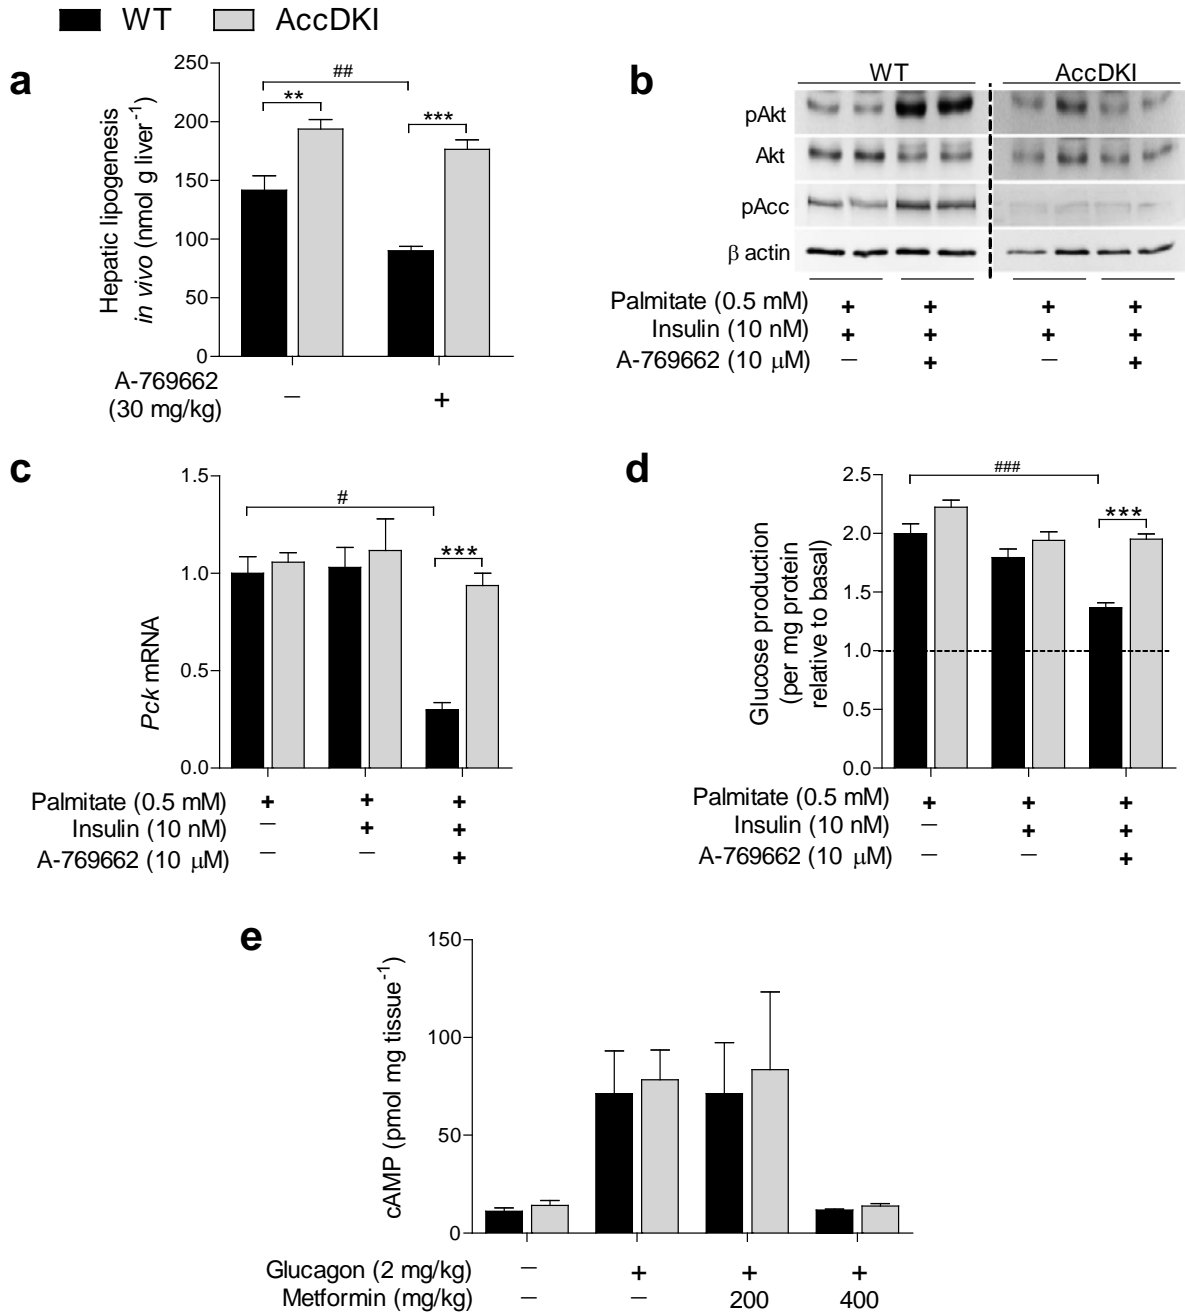 WT AccDKI
a
Hepatic lipogenesis
in vivo (nmol g liver-1)
250
200
150
100
50
0
##
**
***
A-769662
(30 mg/kg)
— +
b
WT AccDKI
pAkt
Akt
pAcc
β actin
Palmitate (0.5 mM) + + + +
Insulin (10 nM) + + + +
A-769662 (10 μM) — + — +
c
Pck mRNA
1.5
1.0
0.5
0.0
#
***
Palmitate (0.5 mM) + + +
Insulin (10 nM) — + +
A-769662 (10 μM) — — +
d
Glucose production
(per mg protein
relative to basal)
2.5
2.0
1.5
1.0
0.5
0.0
###
***
Palmitate (0.5 mM) + + +
Insulin (10 nM) — + +
A-769662 (10 μM) — — +
e
cAMP (pmol mg tissue-1)
150
100
50
0
Glucagon (2 mg/kg) — + + +
Metformin (mg/kg) — — 200 400